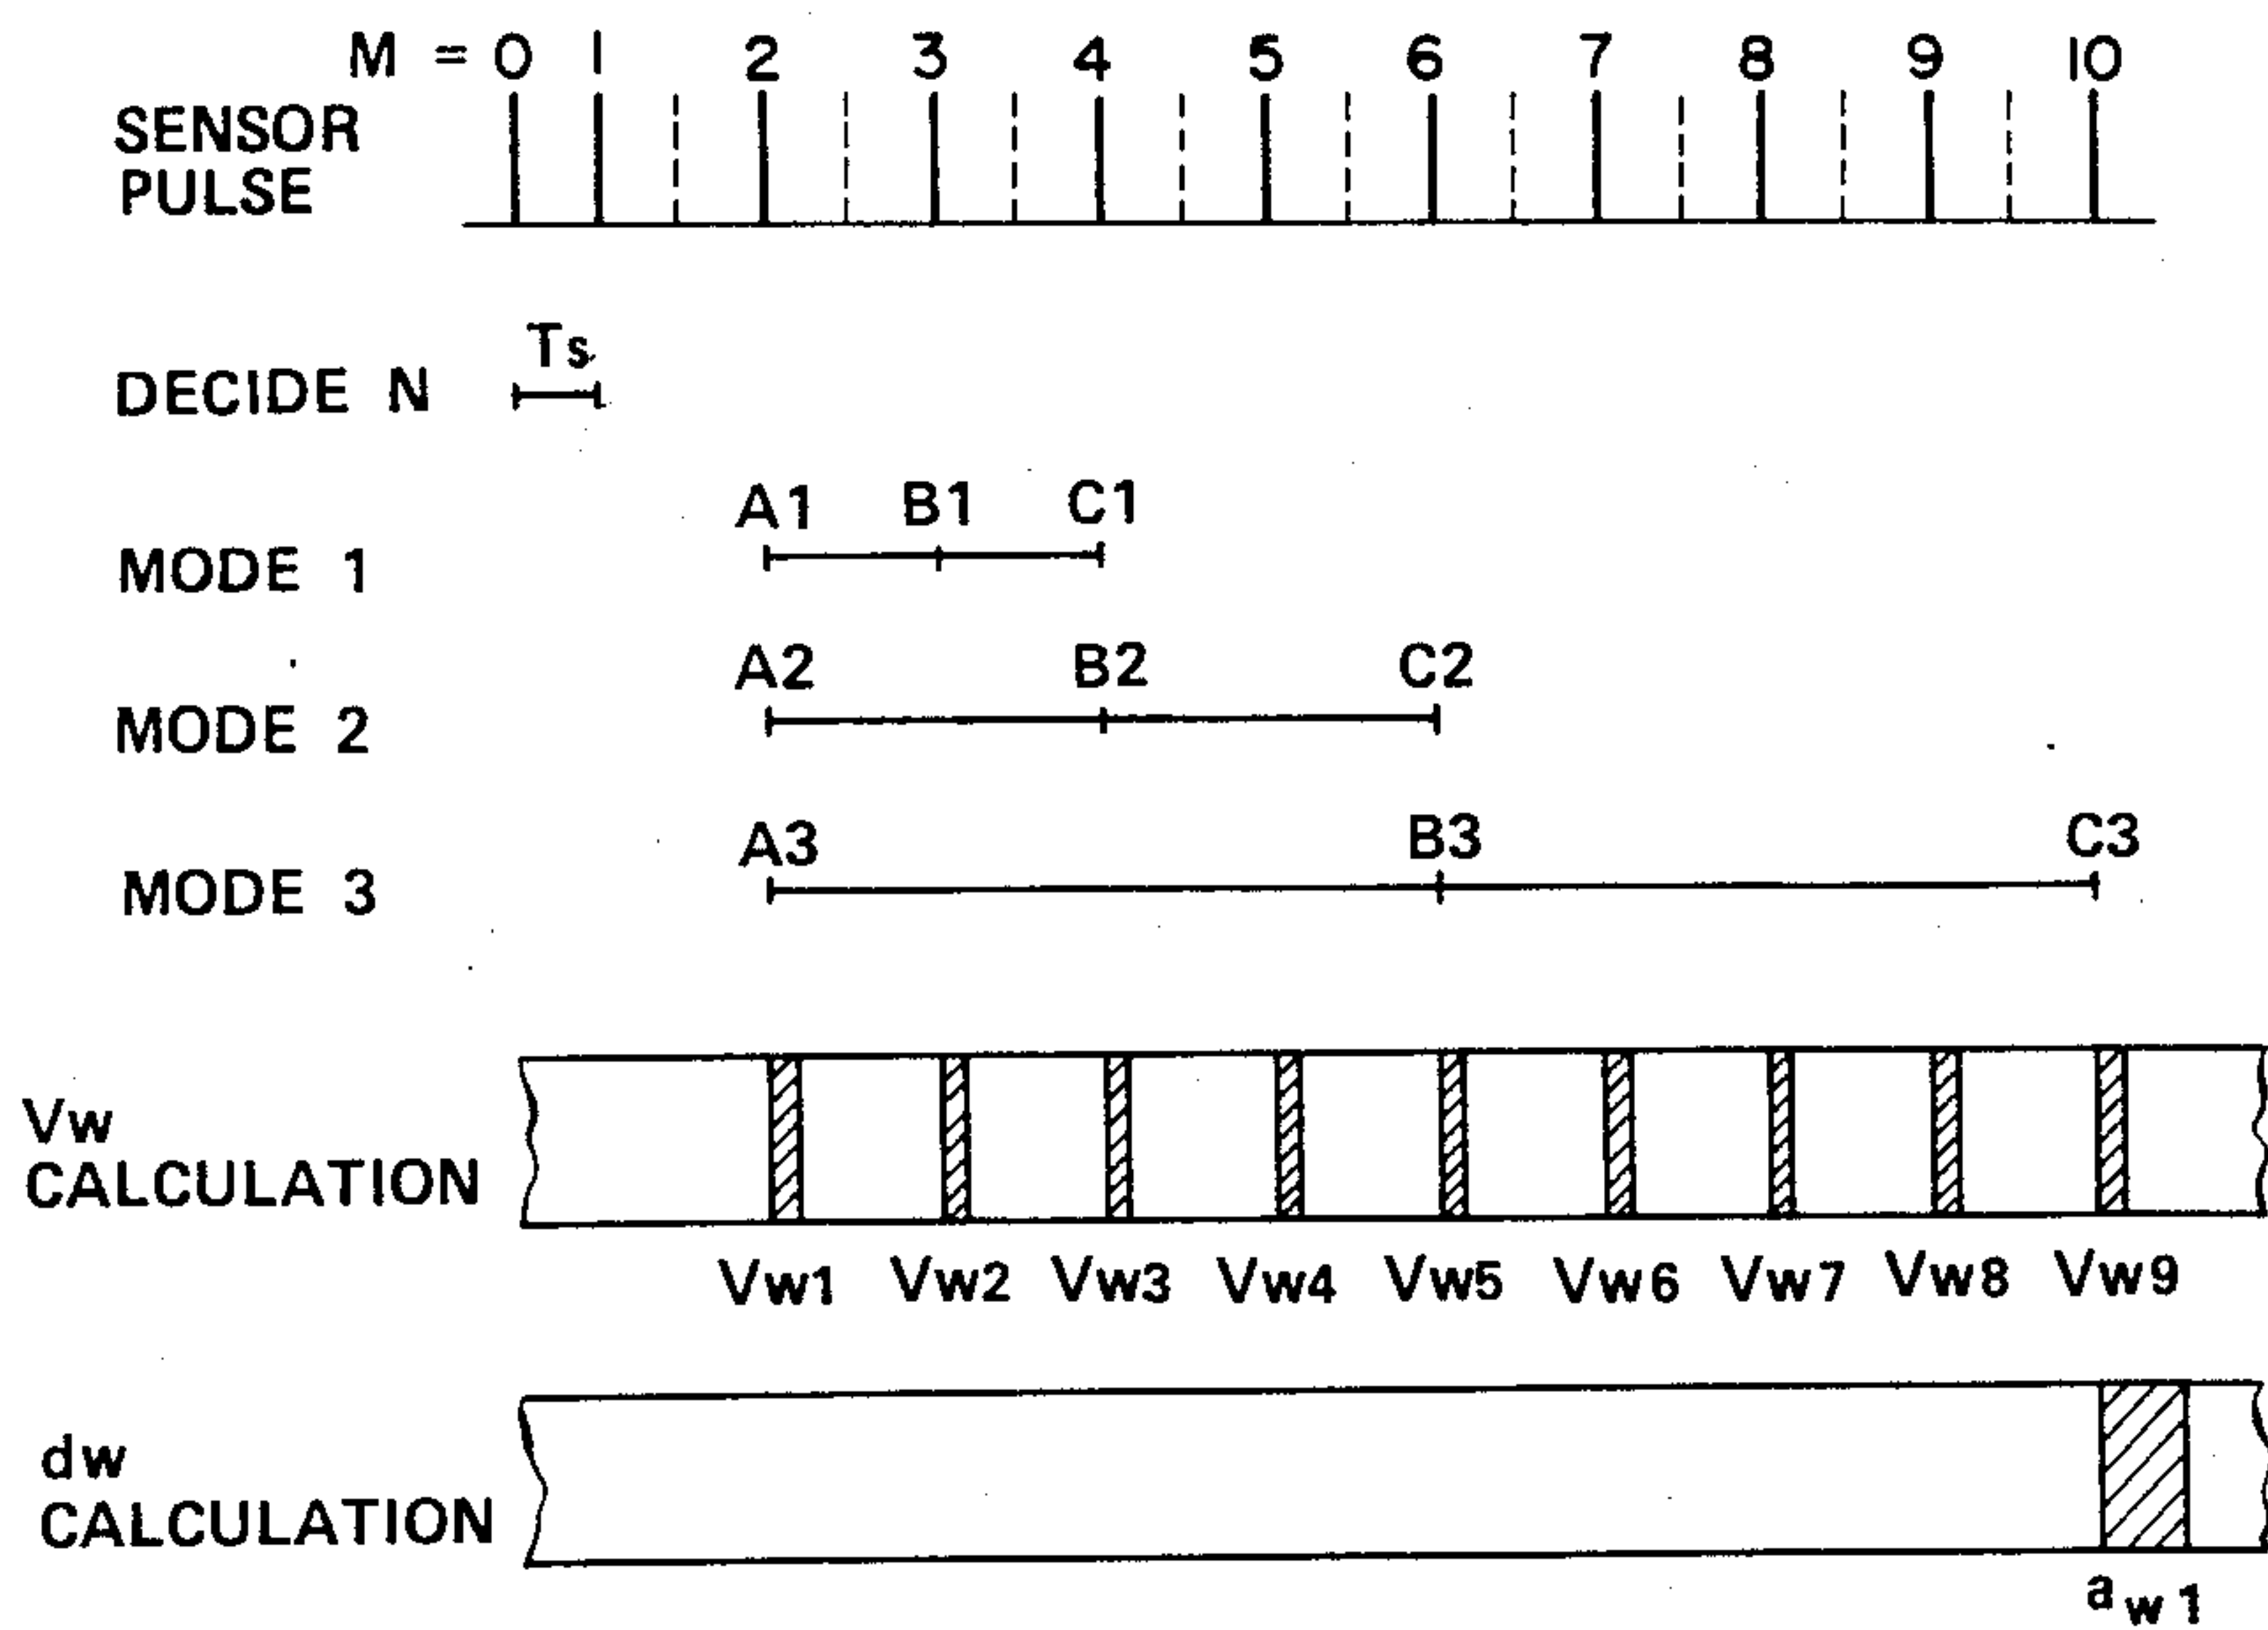 M = 0 1 2 3 4 5 6 7 8 9 10
SENSOR
PULSE
Ts
DECIDE N
A1 B1 C1
MODE 1
A2 B2 C2
MODE 2
A3 B3 C3
MODE 3
Vw
CALCULATION
Vw1 Vw2 Vw3 Vw4 Vw5 Vw6 Vw7 Vw8 Vw9
dw
CALCULATION
aw1